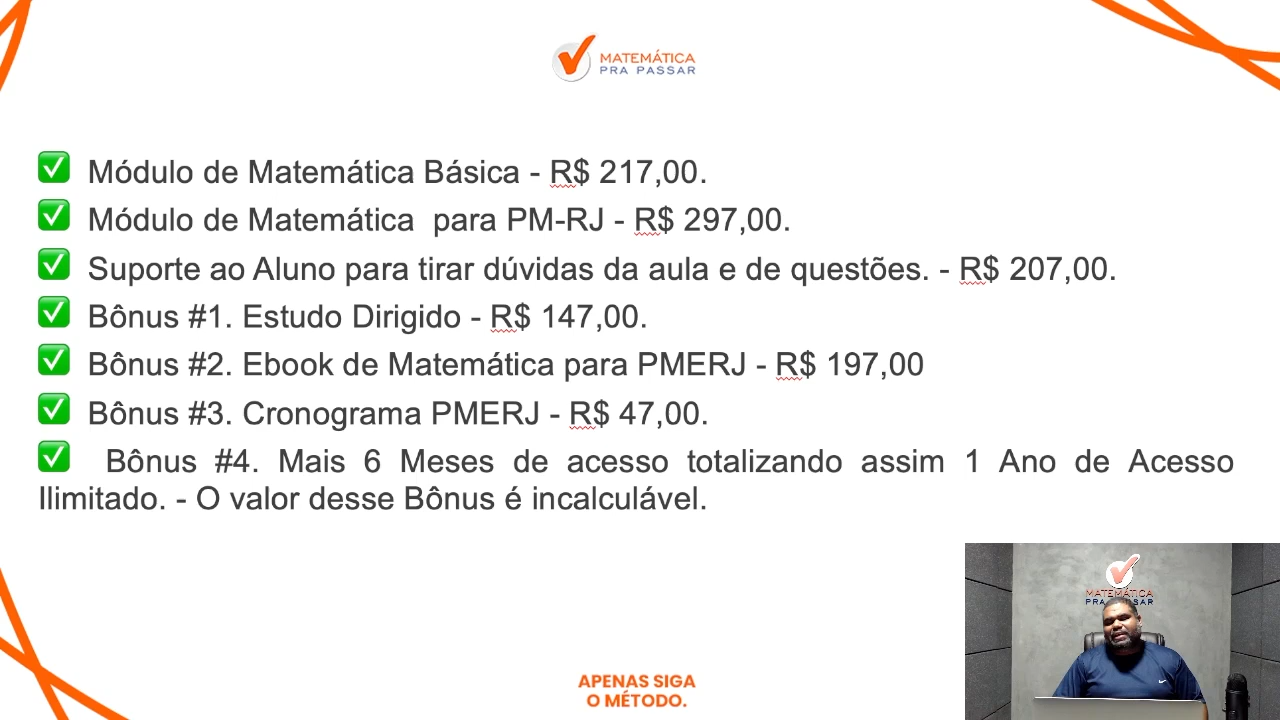 MATEMÁTICA
PRA PASSAR
✅ Módulo de Matemática Básica - R$ 217,00.
✅ Módulo de Matemática  para PM-RJ - R$ 297,00.
✅ Suporte ao Aluno para tirar dúvidas da aula e de questões. - R$ 207,00.
✅ Bônus #1. Estudo Dirigido - R$ 147,00.
✅ Bônus #2. Ebook de Matemática para PMERJ - R$ 197,00
✅ Bônus #3. Cronograma PMERJ - R$ 47,00.
✅ Bônus #4. Mais 6 Meses de acesso totalizando assim 1 Ano de Acesso
Ilimitado. - O valor desse Bônus é incalculável.
MATEMÁTICA
PRA PASSAR
APENAS SIGA
O MÉTODO.